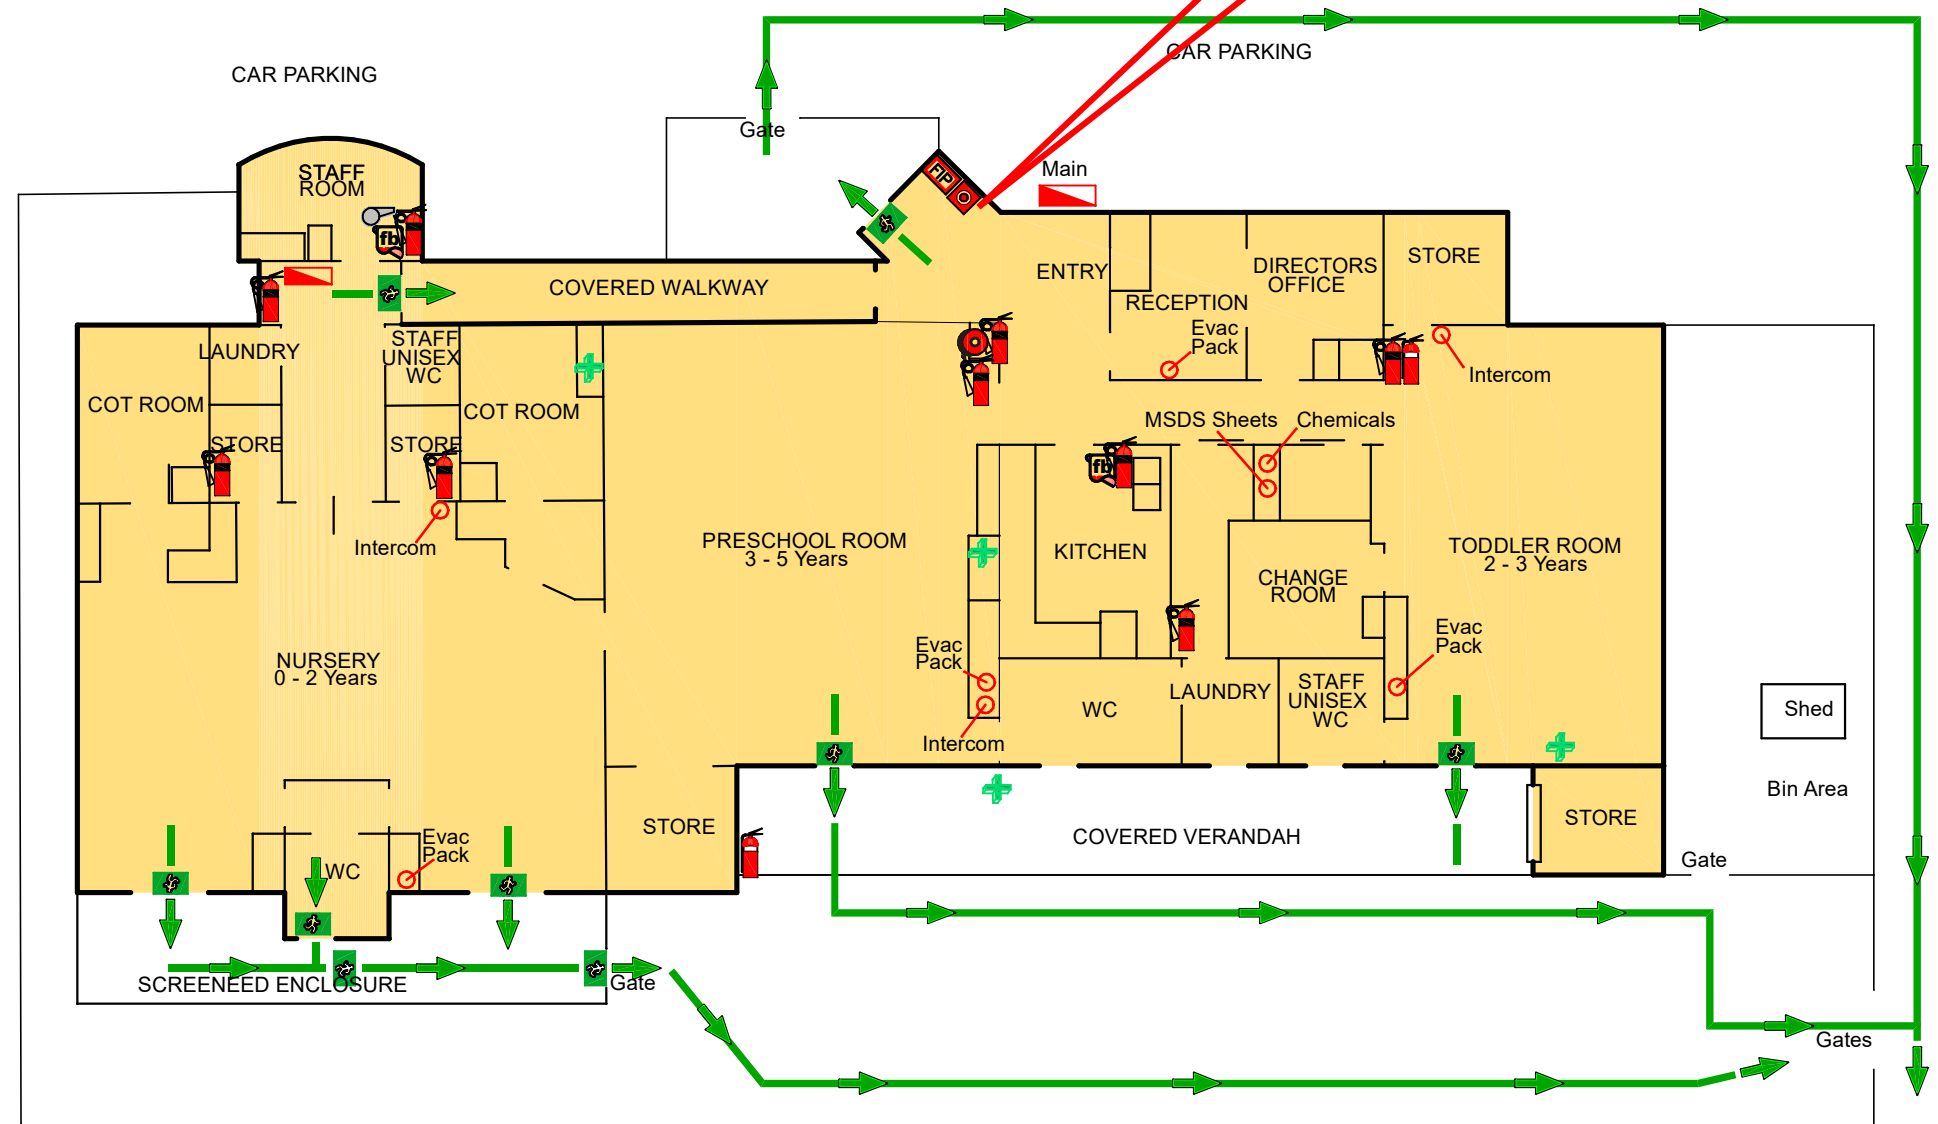 CAR PARKING
CAR PARKING
Gate
STAFF
ROOM
FIP
Main
fb
COVERED WALKWAY
ENTRY
DIRECTORS
OFFICE
STORE
RECEPTION
Evac
Pack
LAUNDRY
STAFF
UNISEX
WC
Intercom
COT ROOM
COT ROOM
MSDS Sheets
Chemicals
STORE
STORE
fb
Intercom
PRESCHOOL ROOM
3 - 5 Years
KITCHEN
TODDLER ROOM
2 - 3 Years
CHANGE
ROOM
Evac
Pack
Evac
Pack
NURSERY
0 - 2 Years
LAUNDRY
STAFF
UNISEX
WC
WC
Shed
Intercom
Bin Area
STORE
STORE
COVERED VERANDAH
Evac
Pack
WC
Gate
SCREENEED ENCLOSURE
Gate
Gates